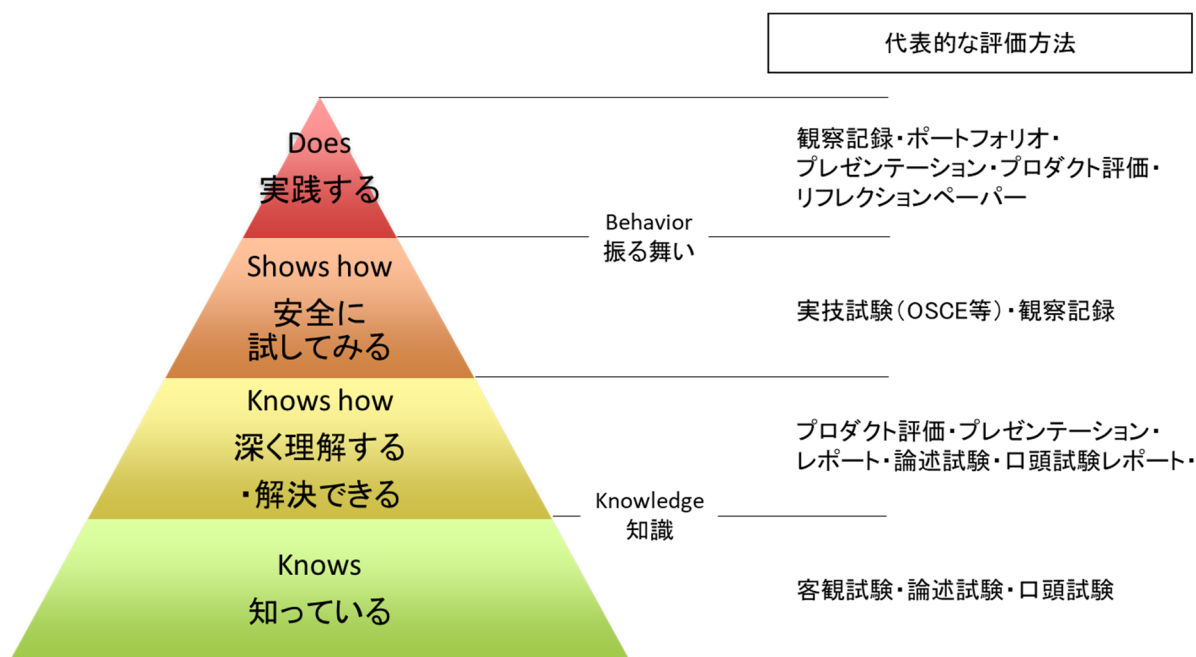 代表的な評価方法
Does
実践する
観察記録・ポートフォリオ・
プレゼンテーション・プロダクト評価・
リフレクションペーパー
Behavior
振る舞い
Shows how
安全に
試してみる
実技試験（OSCE等）・観察記録
Knows how
深く理解する
・解決できる
プロダクト評価・プレゼンテーション・
レポート・論述試験・口頭試験レポート・
Knowledge
知識
Knows
知っている
客観試験・論述試験・口頭試験